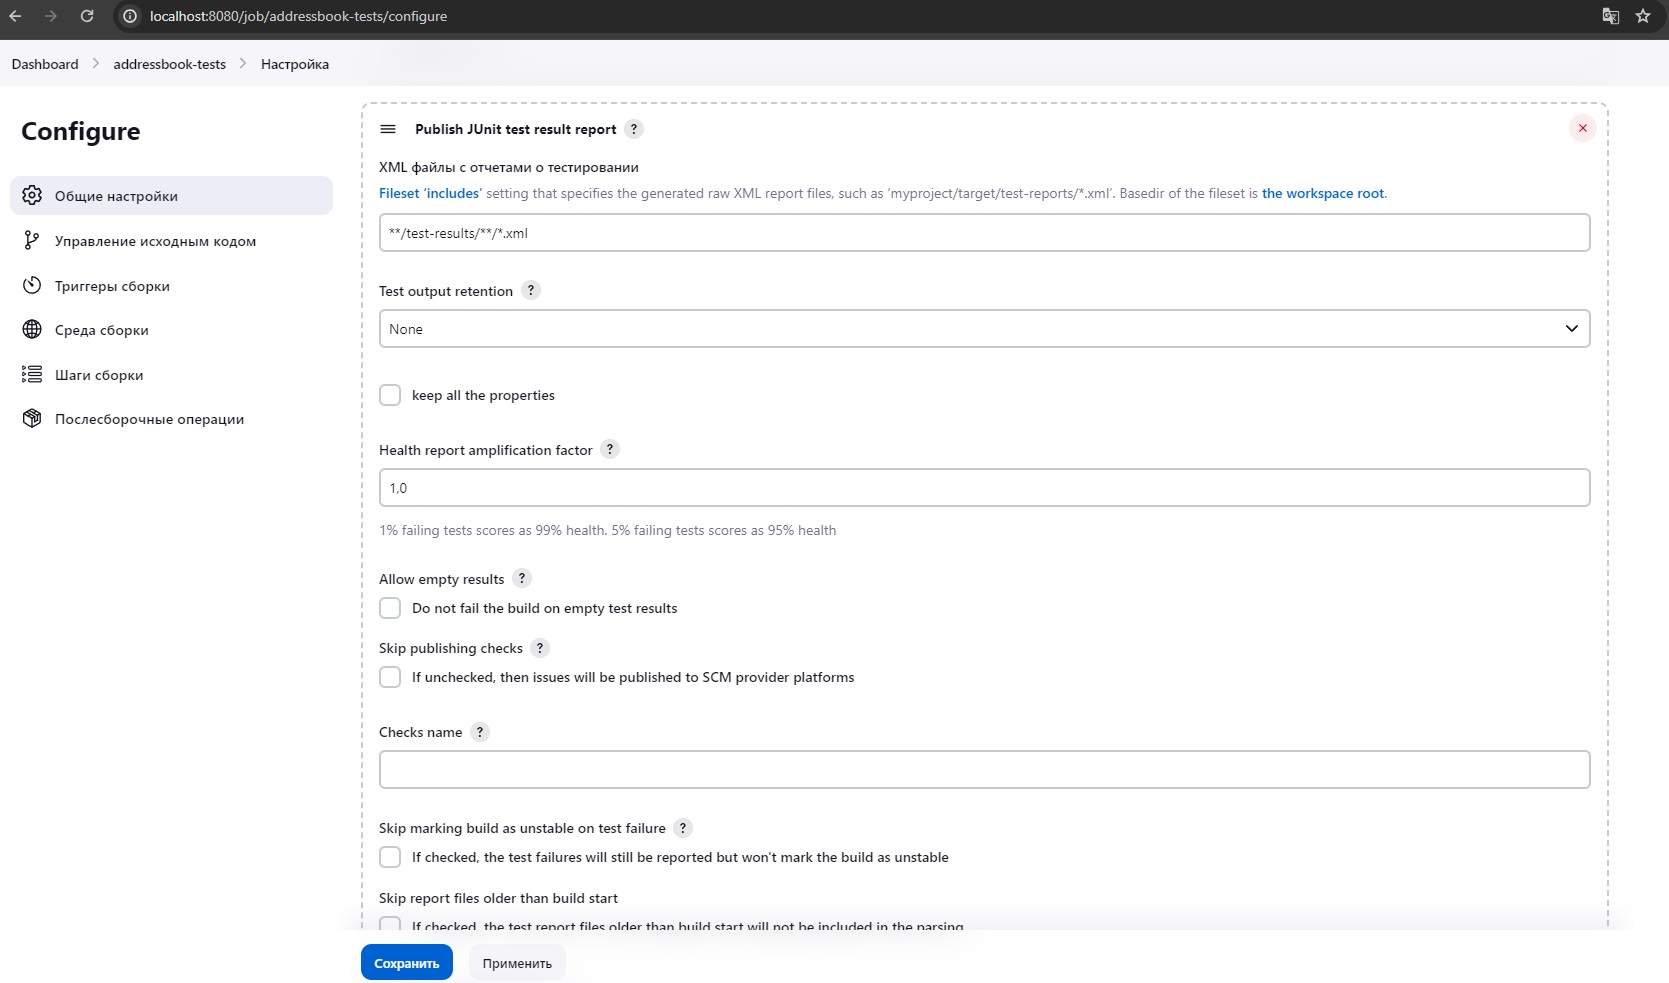 localhost:8080/job/addressbook-tests/configure
Dashboard > addressbook-tests > Настройка
Configure
Общие настройки
Управление исходным кодом
Триггеры сборки
Среда сборки
Шаги сборки
Послесборочные операции
Publish JUnit test result report ?
XML файлы с отчетами о тестировании
Fileset ‘includes’ setting that specifies the generated raw XML report files, such as ‘myproject/target/test-reports/*.xml’. Basedir of the fileset is the workspace root.
**/test-results/**/*.xml
Test output retention ?
None
keep all the properties
Health report amplification factor ?
1,0
1% failing tests scores as 99% health. 5% failing tests scores as 95% health
Allow empty results ?
Do not fail the build on empty test results
Skip publishing checks ?
If unchecked, then issues will be published to SCM provider platforms
Checks name ?
Skip marking build as unstable on test failure ?
If checked, the test failures will still be reported but won't mark the build as unstable
Skip report files older than build start
If checked, the test report files older than build start will not be included in the parsing
Сохранить
Применить